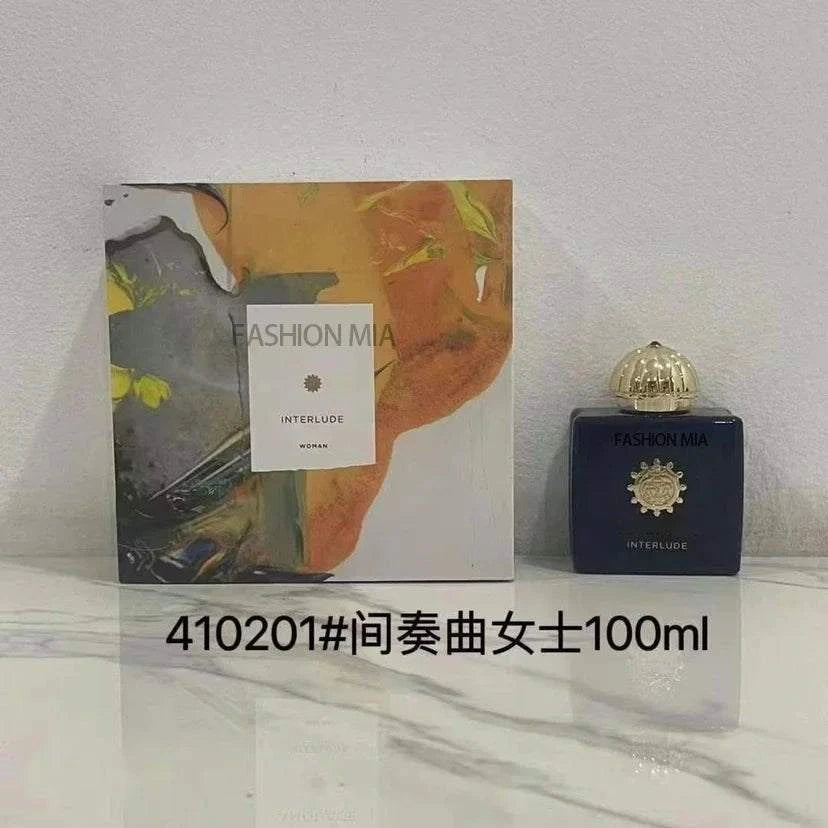 FASHION MIA
INTERLUDE
WOMAN
FASHION MIA
INTERLUDE
410201#间奏曲女士100ml